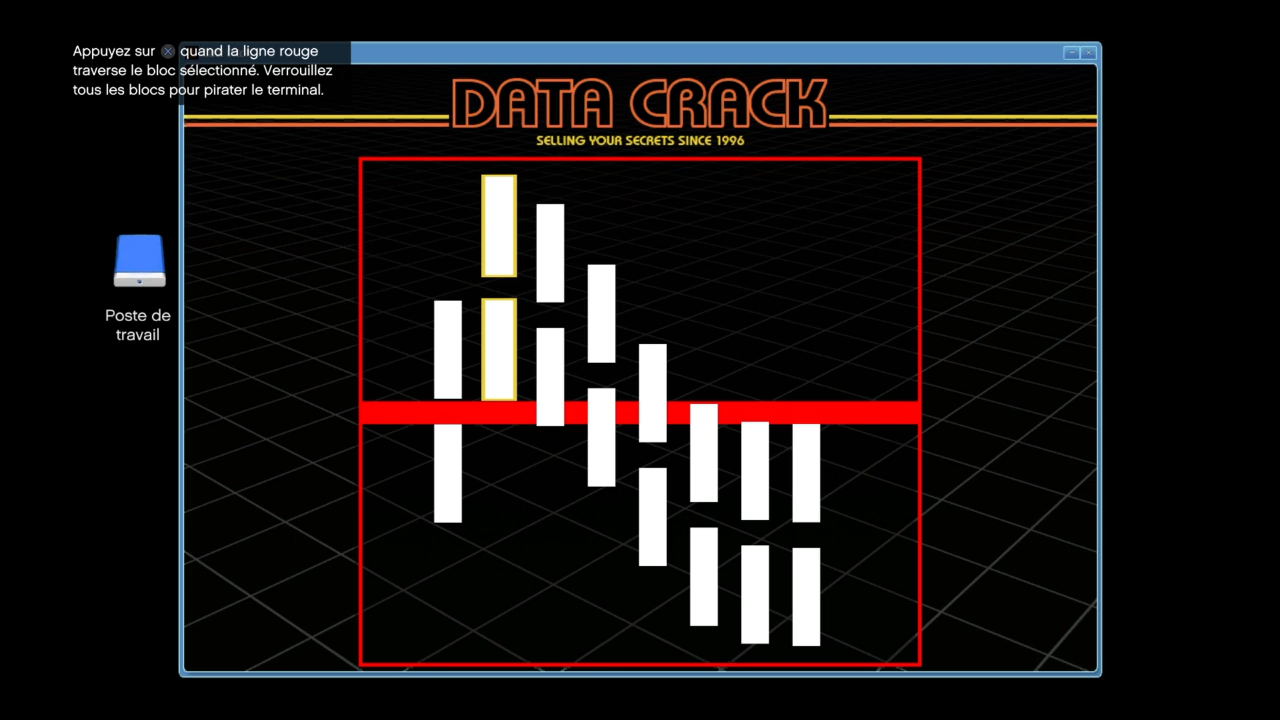 Appuyez sur quand la ligne rouge
traverse le bloc sélectionné. Verrouillez
tous les blocs pour pirater le terminal.
DATA CRACK
SELLING YOUR SECRETS SINCE 1996
Poste de
travail